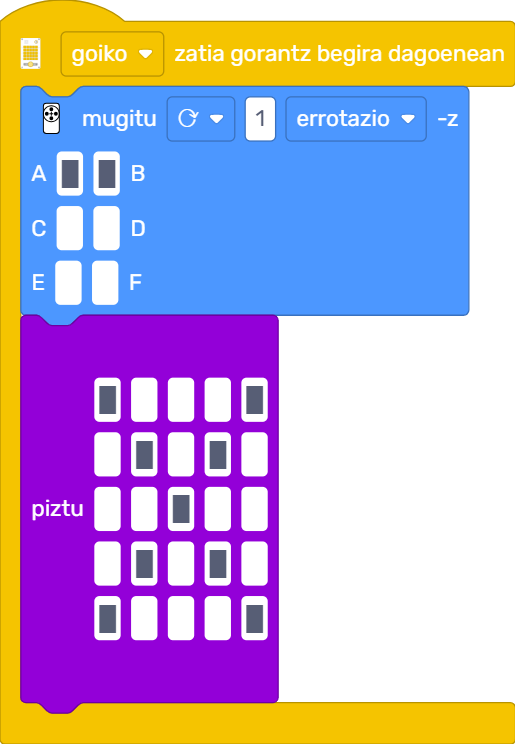 goiko zatia gorantz begira dagoenean
mugitu 1 errotazio -z
A B
C D
E F
piztu